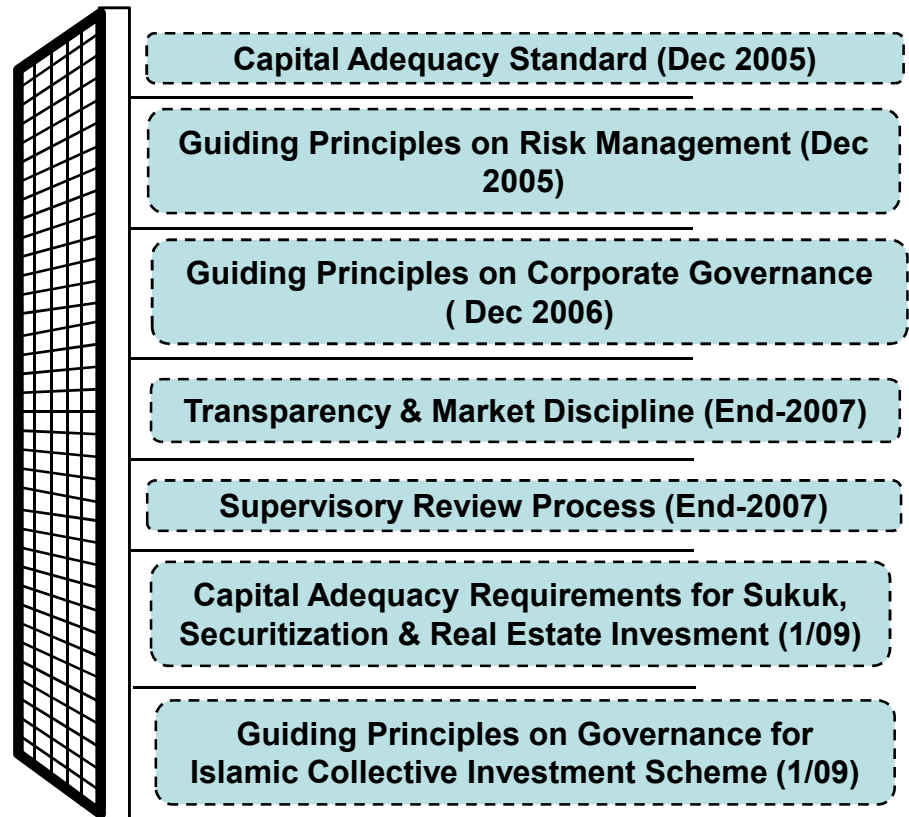 Capital Adequacy Standard (Dec 2005)
Guiding Principles on Risk Management (Dec
2005)
Guiding Principles on Corporate Governance
( Dec 2006)
Transparency & Market Discipline (End-2007)
Supervisory Review Process (End-2007)
Capital Adequacy Requirements for Sukuk,
Securitization & Real Estate Invesment (1/09)
Guiding Principles on Governance for
Islamic Collective Investment Scheme (1/09)